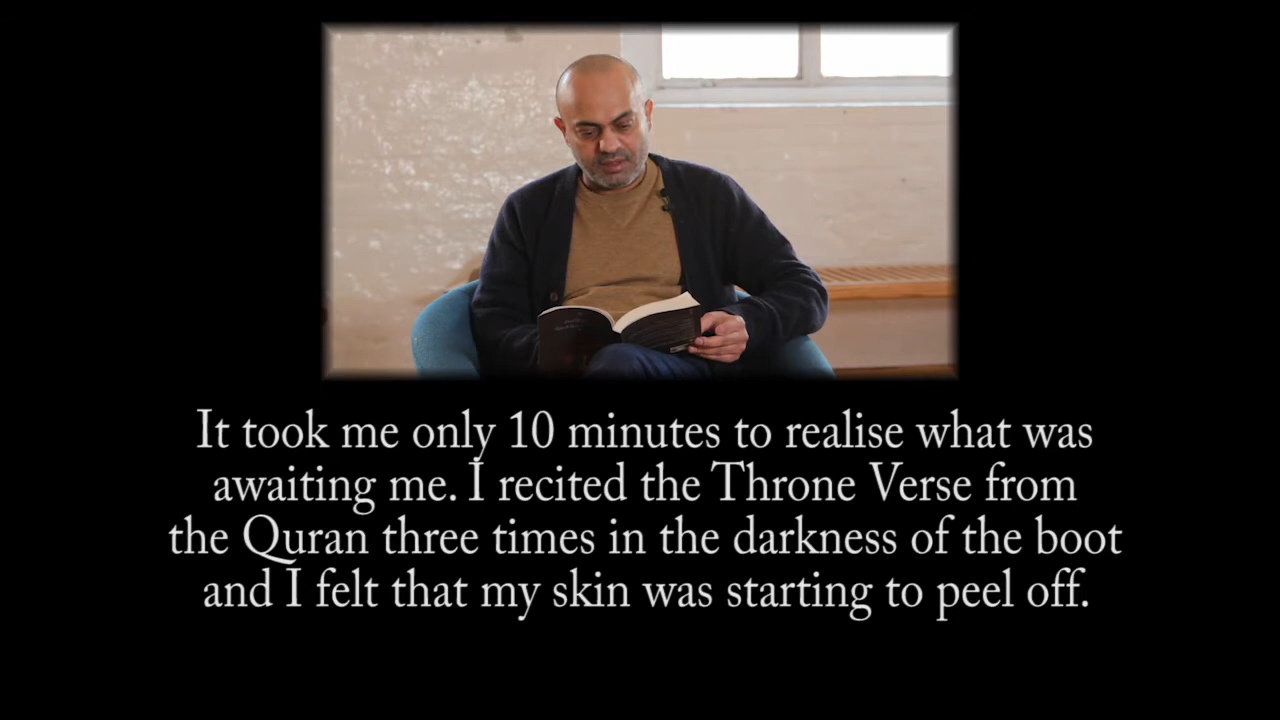 It took me only 10 minutes to realise what was
awaiting me. I recited the Throne Verse from
the Quran three times in the darkness of the boot
and I felt that my skin was starting to peel off.